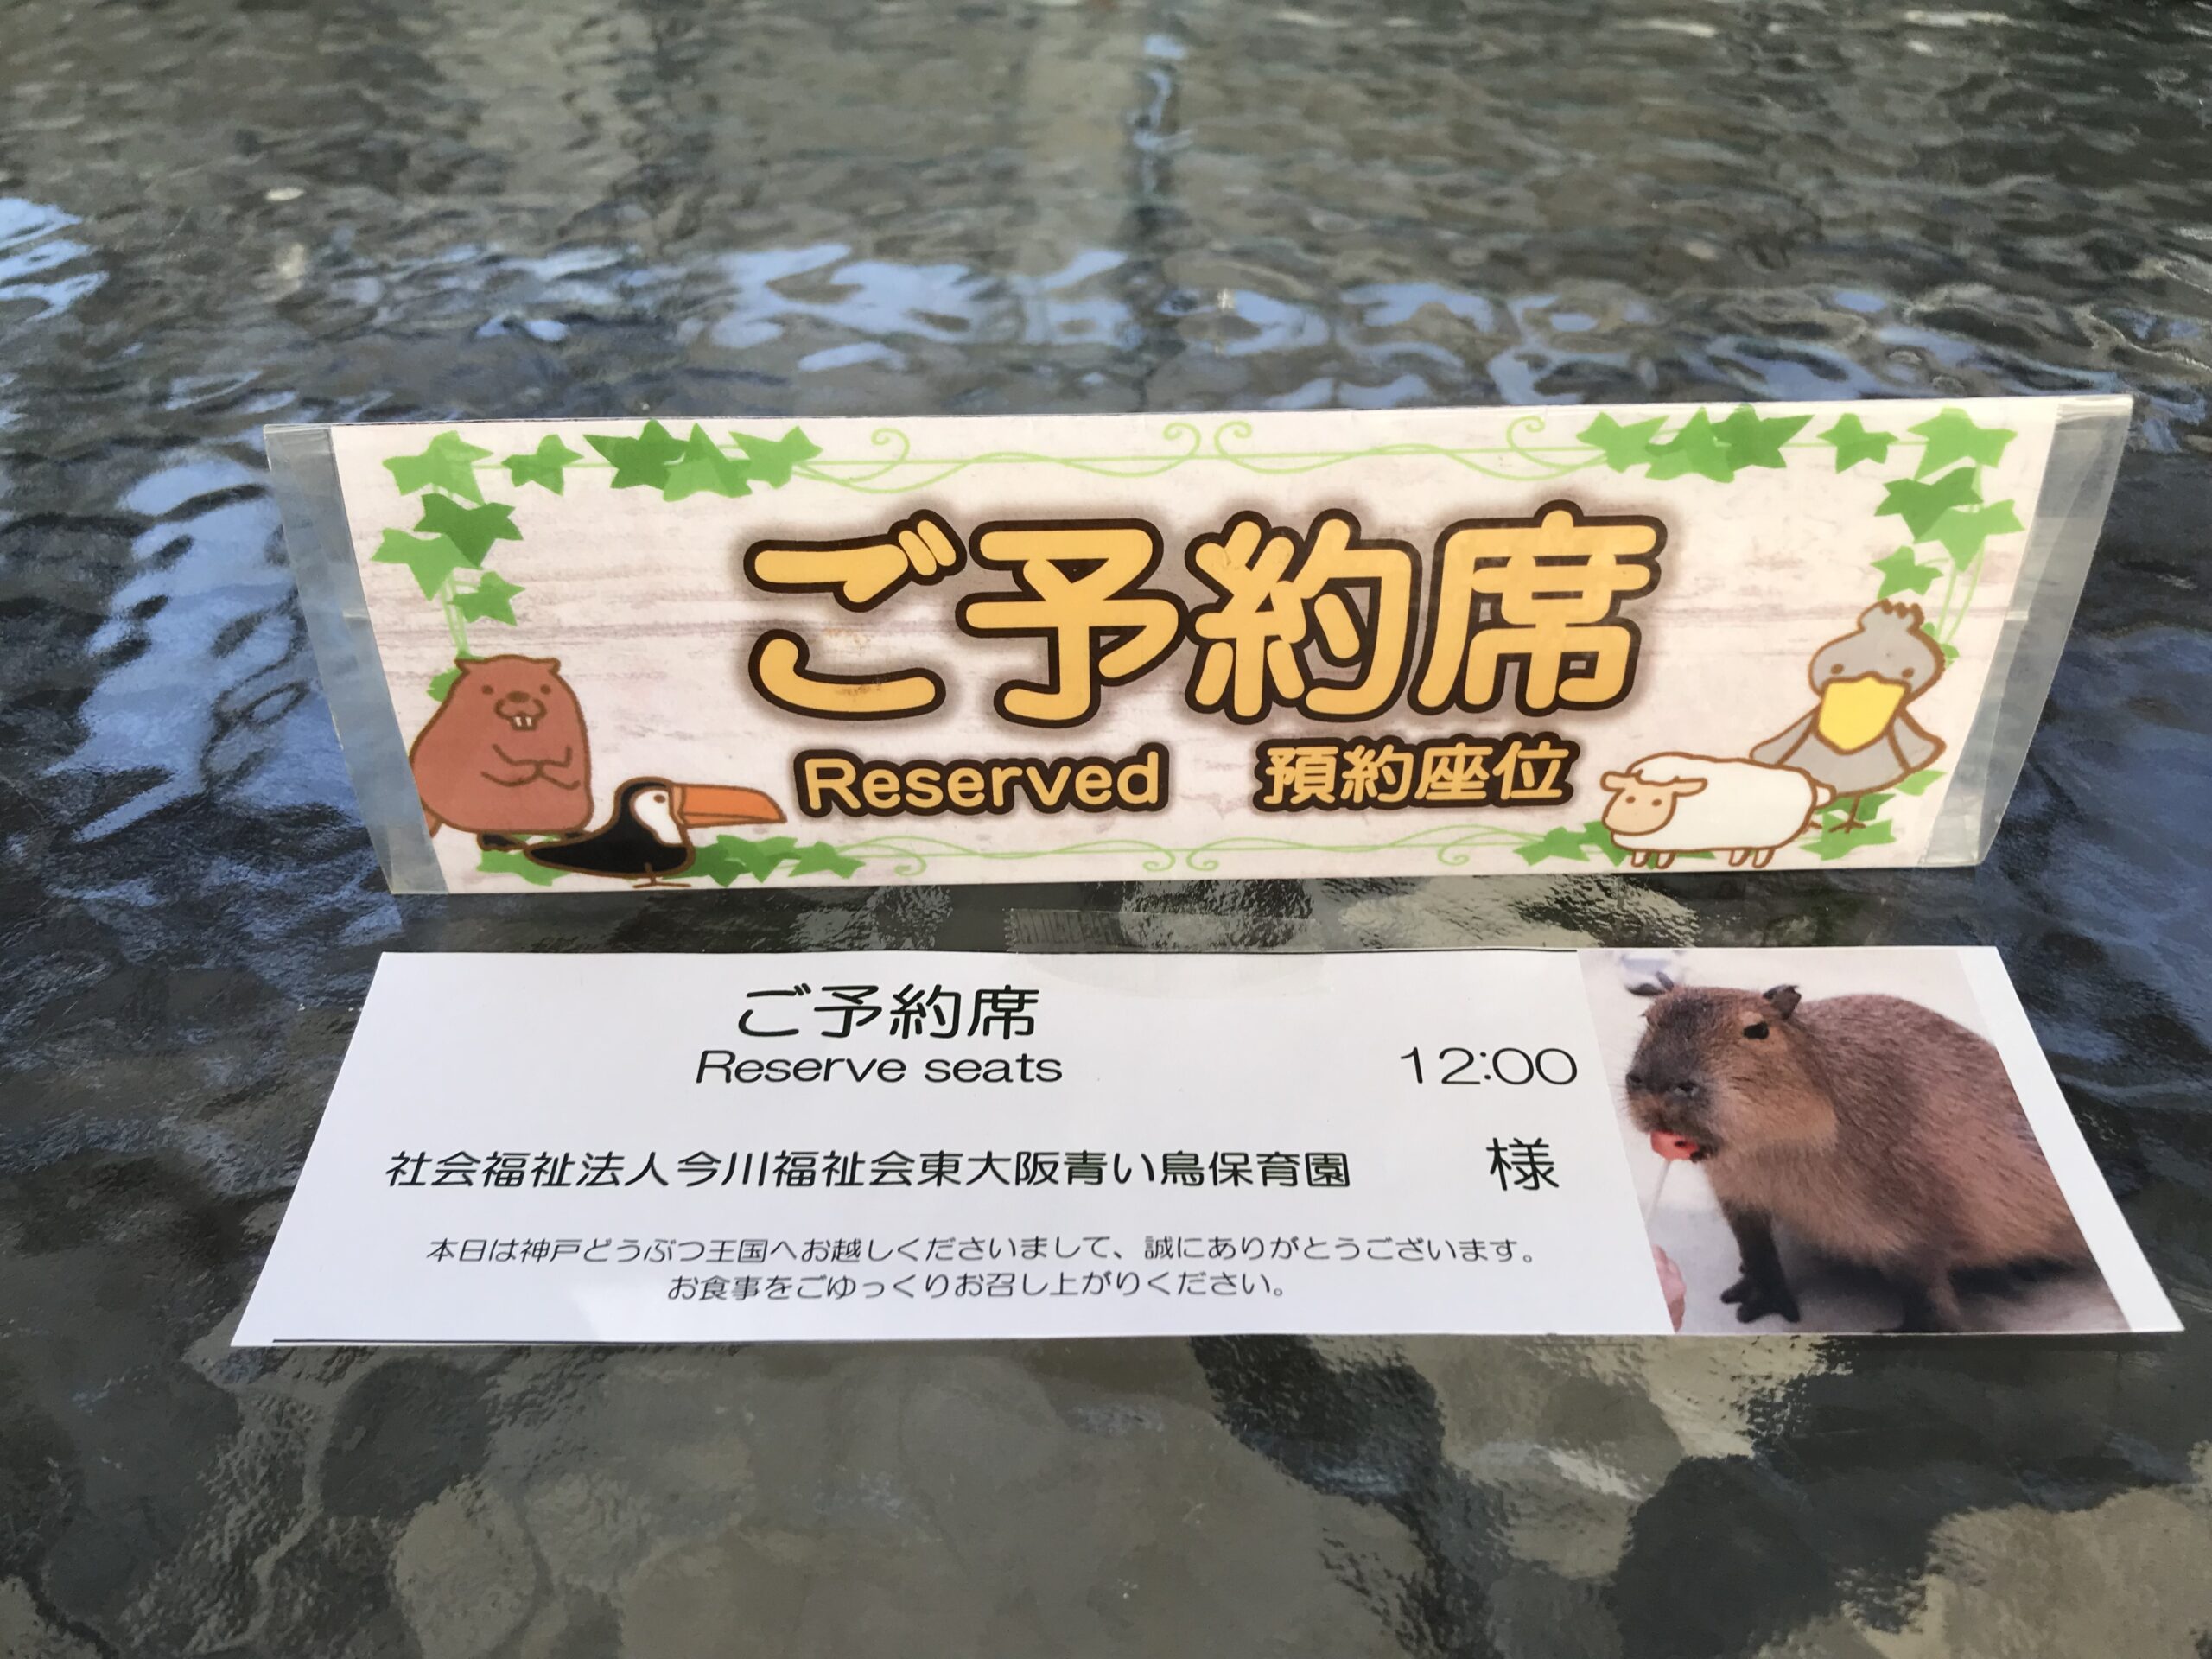 ご予約席
Reserved 預約座位
ご予約席
Reserve seats 12:00
社会福祉法人今川福祉会東大阪青い鳥保育園 様
本日は神戸どうぶつ王国へお越しくださいまして、誠にありがとうございます。
お食事をごゆっくりお召し上がりください。